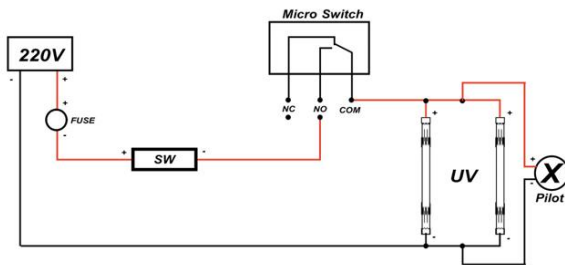 Micro Switch
220V
- +
+
FUSE
-
NC NO COM
+ SW -
+ +
UV
+
X
-
Pilot
- -